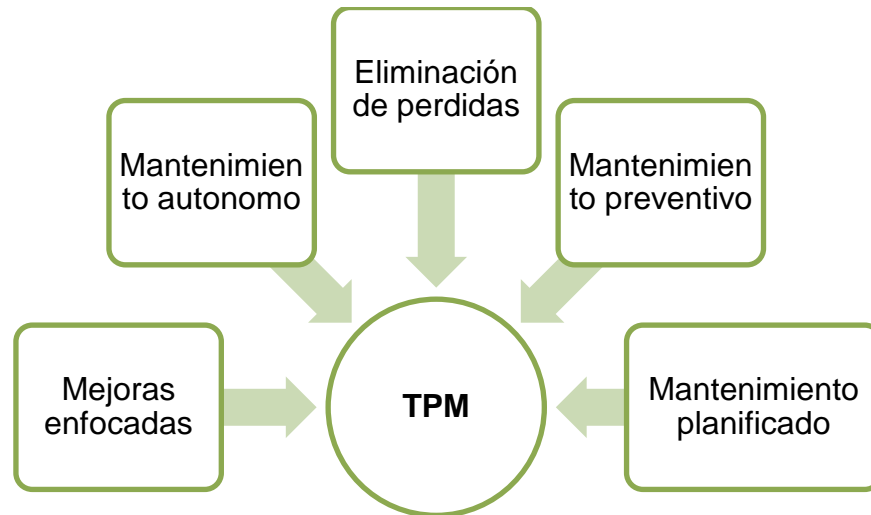 Eliminación
de perdidas
Mantenimien
to autonomo
Mantenimien
to preventivo
Mejoras
enfocadas
TPM
Mantenimiento
planificado